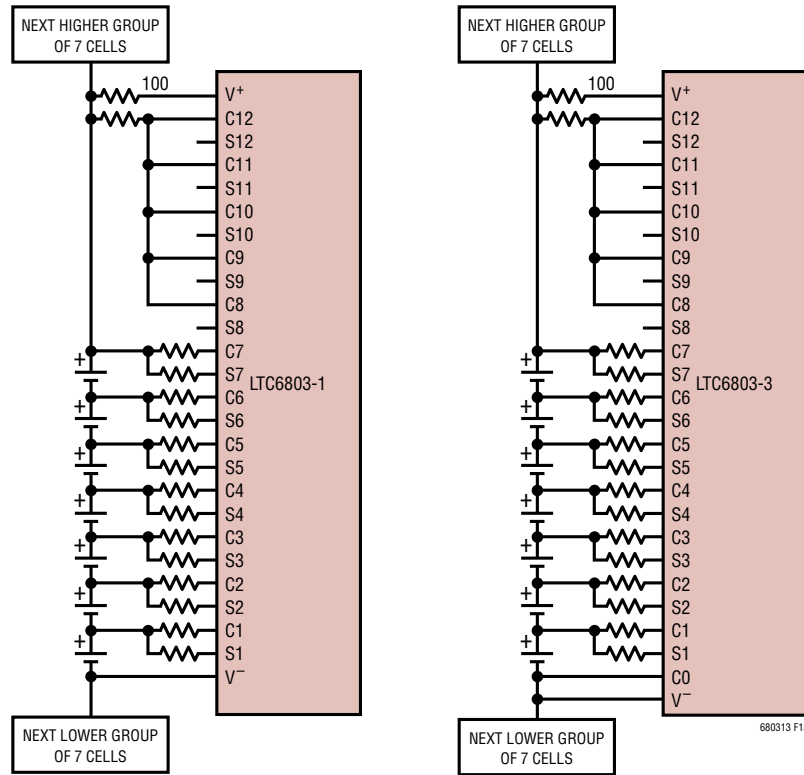 NEXT HIGHER GROUP
OF 7 CELLS
100
V+
C12
S12
C11
S11
C10
S10
C9
S9
C8
S8
C7
S7
C6
S6
C5
S5
C4
S4
C3
S3
C2
S2
C1
S1
V−
LTC6803-1
+
+
+
+
+
+
+
NEXT LOWER GROUP
OF 7 CELLS
NEXT HIGHER GROUP
OF 7 CELLS
100
V+
C12
S12
C11
S11
C10
S10
C9
S9
C8
S8
C7
S7
C6
S6
C5
S5
C4
S4
C3
S3
C2
S2
C1
S1
C0
V−
LTC6803-3
+
+
+
+
+
+
+
NEXT LOWER GROUP
OF 7 CELLS